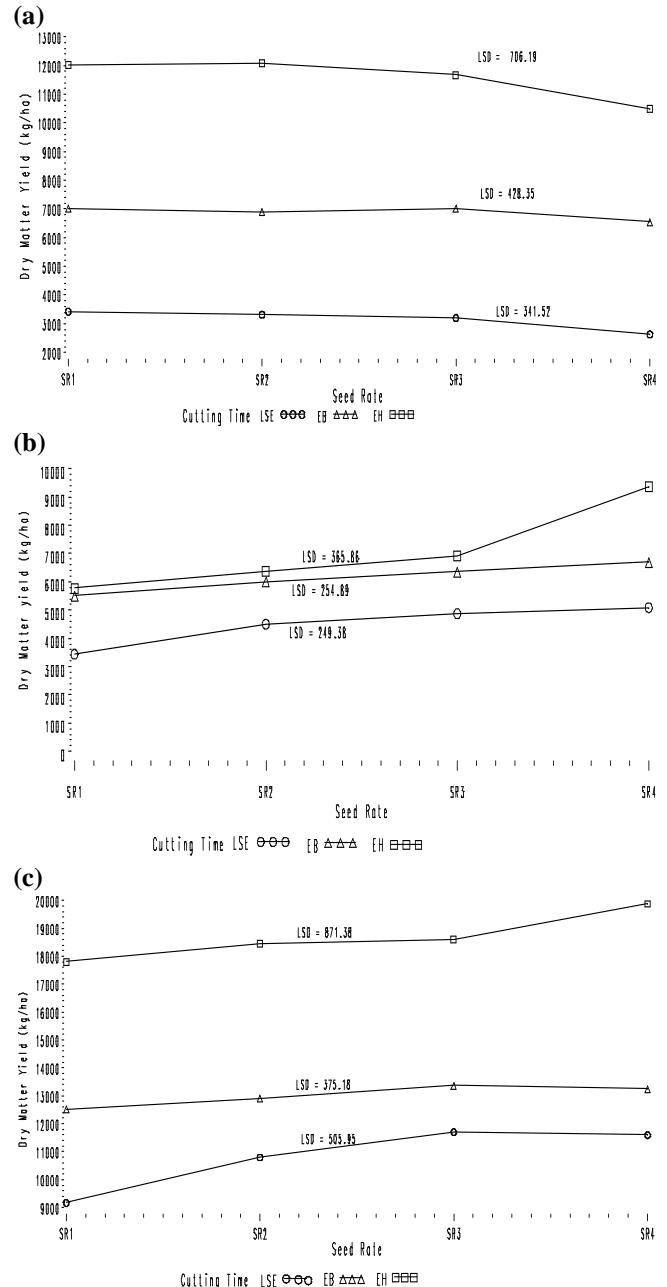 (a)
13000
12000
11000
10000
9000
8000
7000
6000
5000
4000
3000
2000
Dry Matter Yield (kg/ha)
LSD = 706.19
LSD = 428.35
LSD = 341.52
SR1 SR2 SR3 SR4
Seed Rate
Cutting Time LSE EB EH
(b)
10000
9000
8000
7000
6000
5000
4000
3000
2000
1000
0
Dry Matter yield (kg/ha)
LSD = 365.86
LSD = 254.89
LSD = 249.38
SR1 SR2 SR3 SR4
Seed Rate
Cutting Time LSE EB EH
(c)
20000
19000
18000
17000
16000
15000
14000
13000
12000
11000
10000
9000
Dry Matter Yield (kg/ha)
LSD = 871.38
LSD = 375.18
LSD = 505.95
SR1 SR2 SR3 SR4
Seed Rate
Cutting Time LSE EB EH